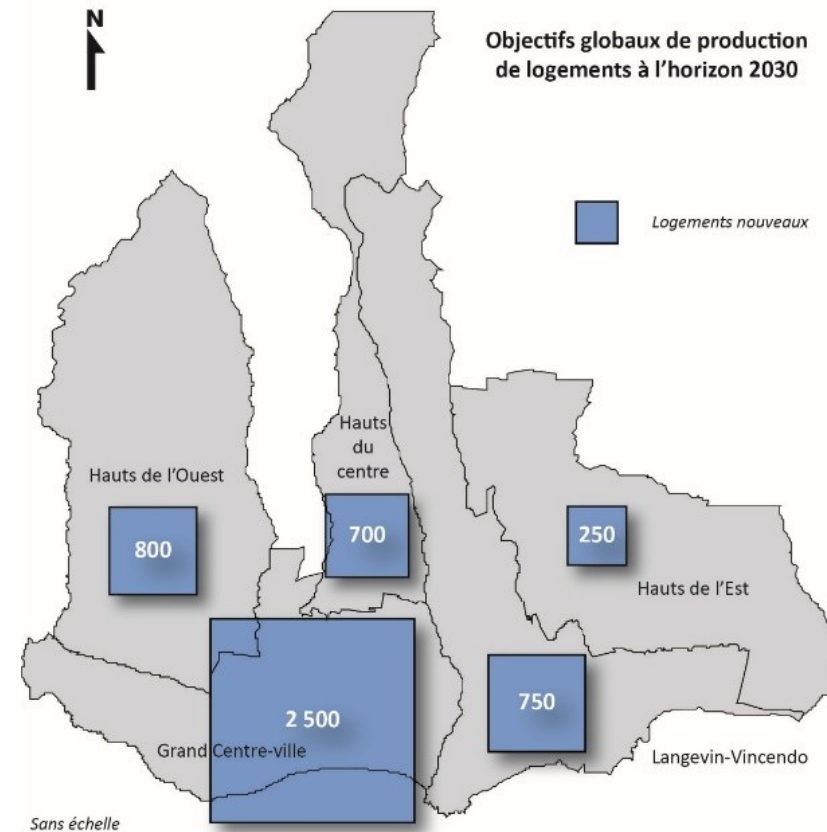 N
Objectifs globaux de production
de logements à l'horizon 2030
Logements nouveaux
Hauts
du
centre
Hauts de l'Ouest
800
700
250
Hauts de l'Est
2 500
750
Grand Centre-ville
Langevin-Vincendo
Sans échelle